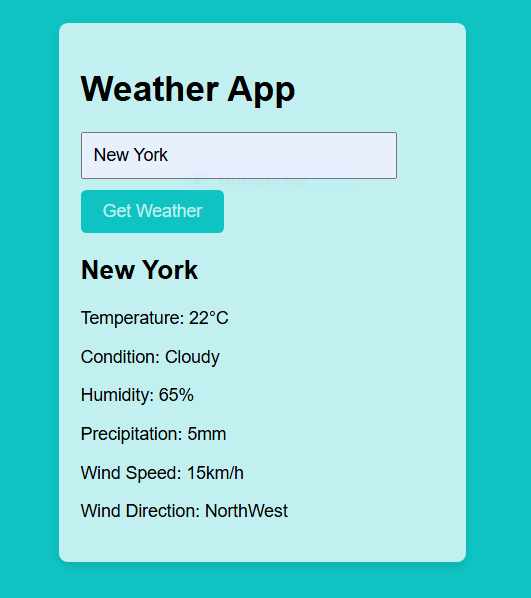 Weather App
New York
Get Weather
New York
Temperature: 22°C
Condition: Cloudy
Humidity: 65%
Precipitation: 5mm
Wind Speed: 15km/h
Wind Direction: NorthWest